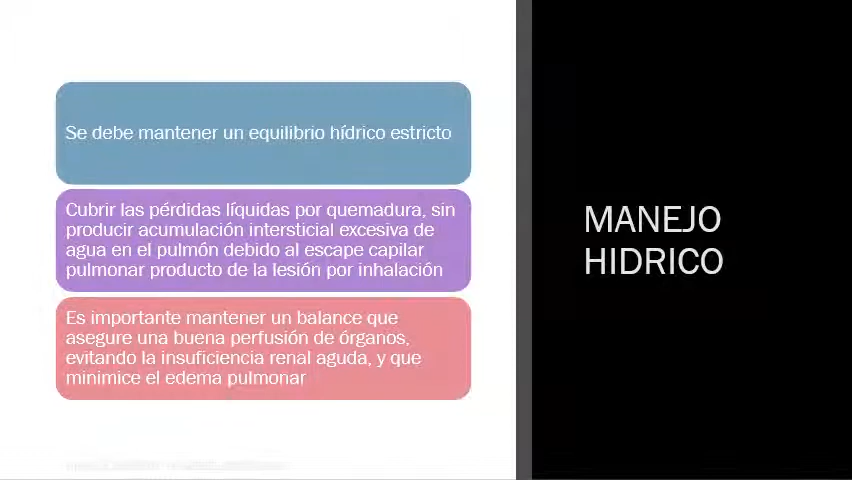 Se debe mantener un equilibrio hídrico estricto
Cubrir las pérdidas líquidas por quemadura, sin
producir acumulación intersticial excesiva de
agua en el pulmón debido al escape capilar
pulmonar producto de la lesión por inhalación
Es importante mantener un balance que
asegure una buena perfusión de órganos,
evitando la insuficiencia renal aguda, y que
minimice el edema pulmonar
MANEJO
HIDRICO